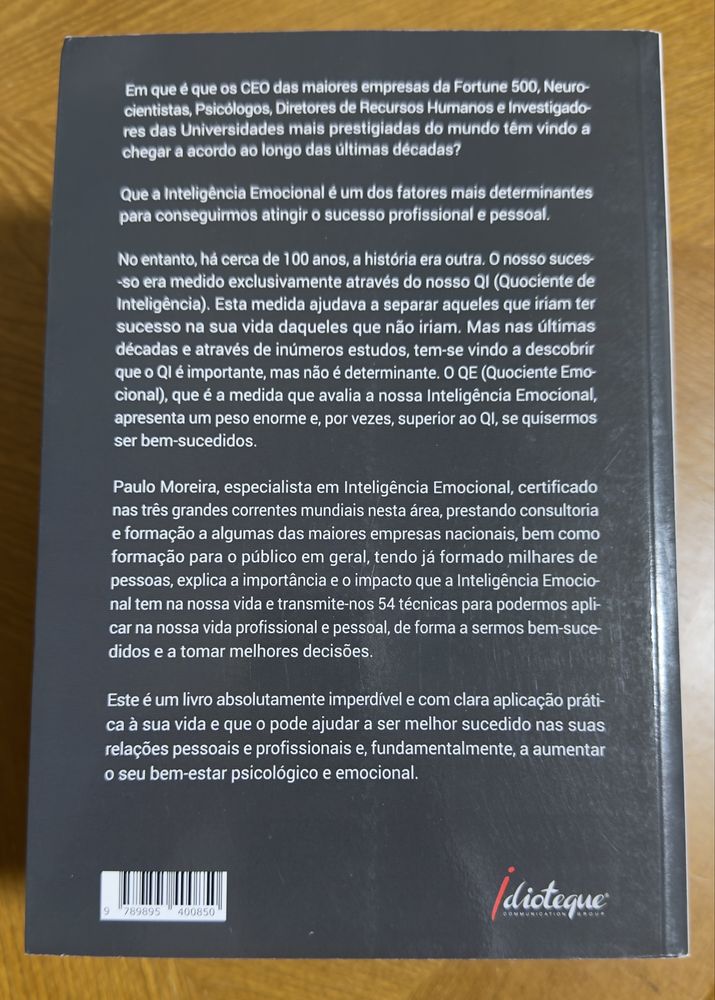 Em que é que os CEO das maiores empresas da Fortune 500, Neuro-
cientistas, Psicólogos, Diretores de Recursos Humanos e Investigado-
res das Universidades mais prestigiadas do mundo têm vindo a
chegar a acordo ao longo das últimas décadas?
Que a Inteligência Emocional é um dos fatores mais determinantes
para conseguirmos atingir o sucesso profissional e pessoal.
No entanto, há cerca de 100 anos, a história era outra. O nosso suces-
-so era medido exclusivamente através do nosso QI (Quociente de
Inteligência). Esta medida ajudava a separar aqueles que iriam ter
sucesso na sua vida daqueles que não iriam. Mas nas últimas
décadas e através de inúmeros estudos, tem-se vindo a descobrir
que o QI é importante, mas não é determinante. O QE (Quociente Emo-
cional), que é a medida que avalia a nossa Inteligência Emocional,
apresenta um peso enorme e, por vezes, superior ao QI, se quisermos
ser bem-sucedidos.
Paulo Moreira, especialista em Inteligência Emocional, certificado
nas três grandes correntes mundiais nesta área, prestando consultoria
e formação a algumas das maiores empresas nacionais, bem como
formação para o público em geral, tendo já formado milhares de
pessoas, explica a importância e o impacto que a Inteligência Emocio-
nal tem na nossa vida e transmite-nos 54 técnicas para podermos apli-
car na nossa vida profissional e pessoal, de forma a sermos bem-suce-
didos e a tomar melhores decisões.
Este é um livro absolutamente imperdível e com clara aplicação práti-
ca à sua vida e que o pode ajudar a ser melhor sucedido nas suas
relações pessoais e profissionais e, fundamentalmente, a aumentar
o seu bem-estar psicológico e emocional.
9 789895 400850
idioteque®
COMMUNICATION GROUP